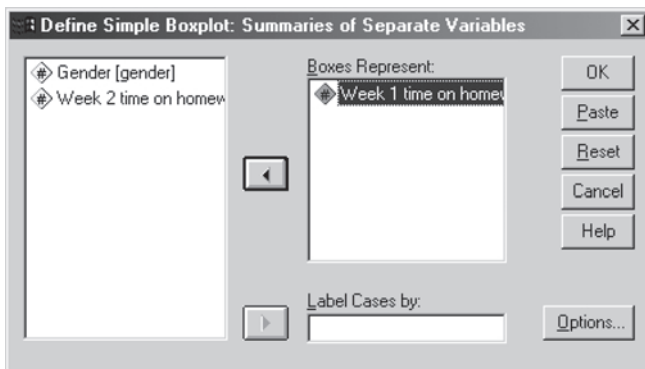 Define Simple Boxplot: Summaries of Separate Variables
Gender [gender]
Week 2 time on homew
Boxes Represent:
Week 1 time on homew
Label Cases by:
OK
Paste
Reset
Cancel
Help
Options...